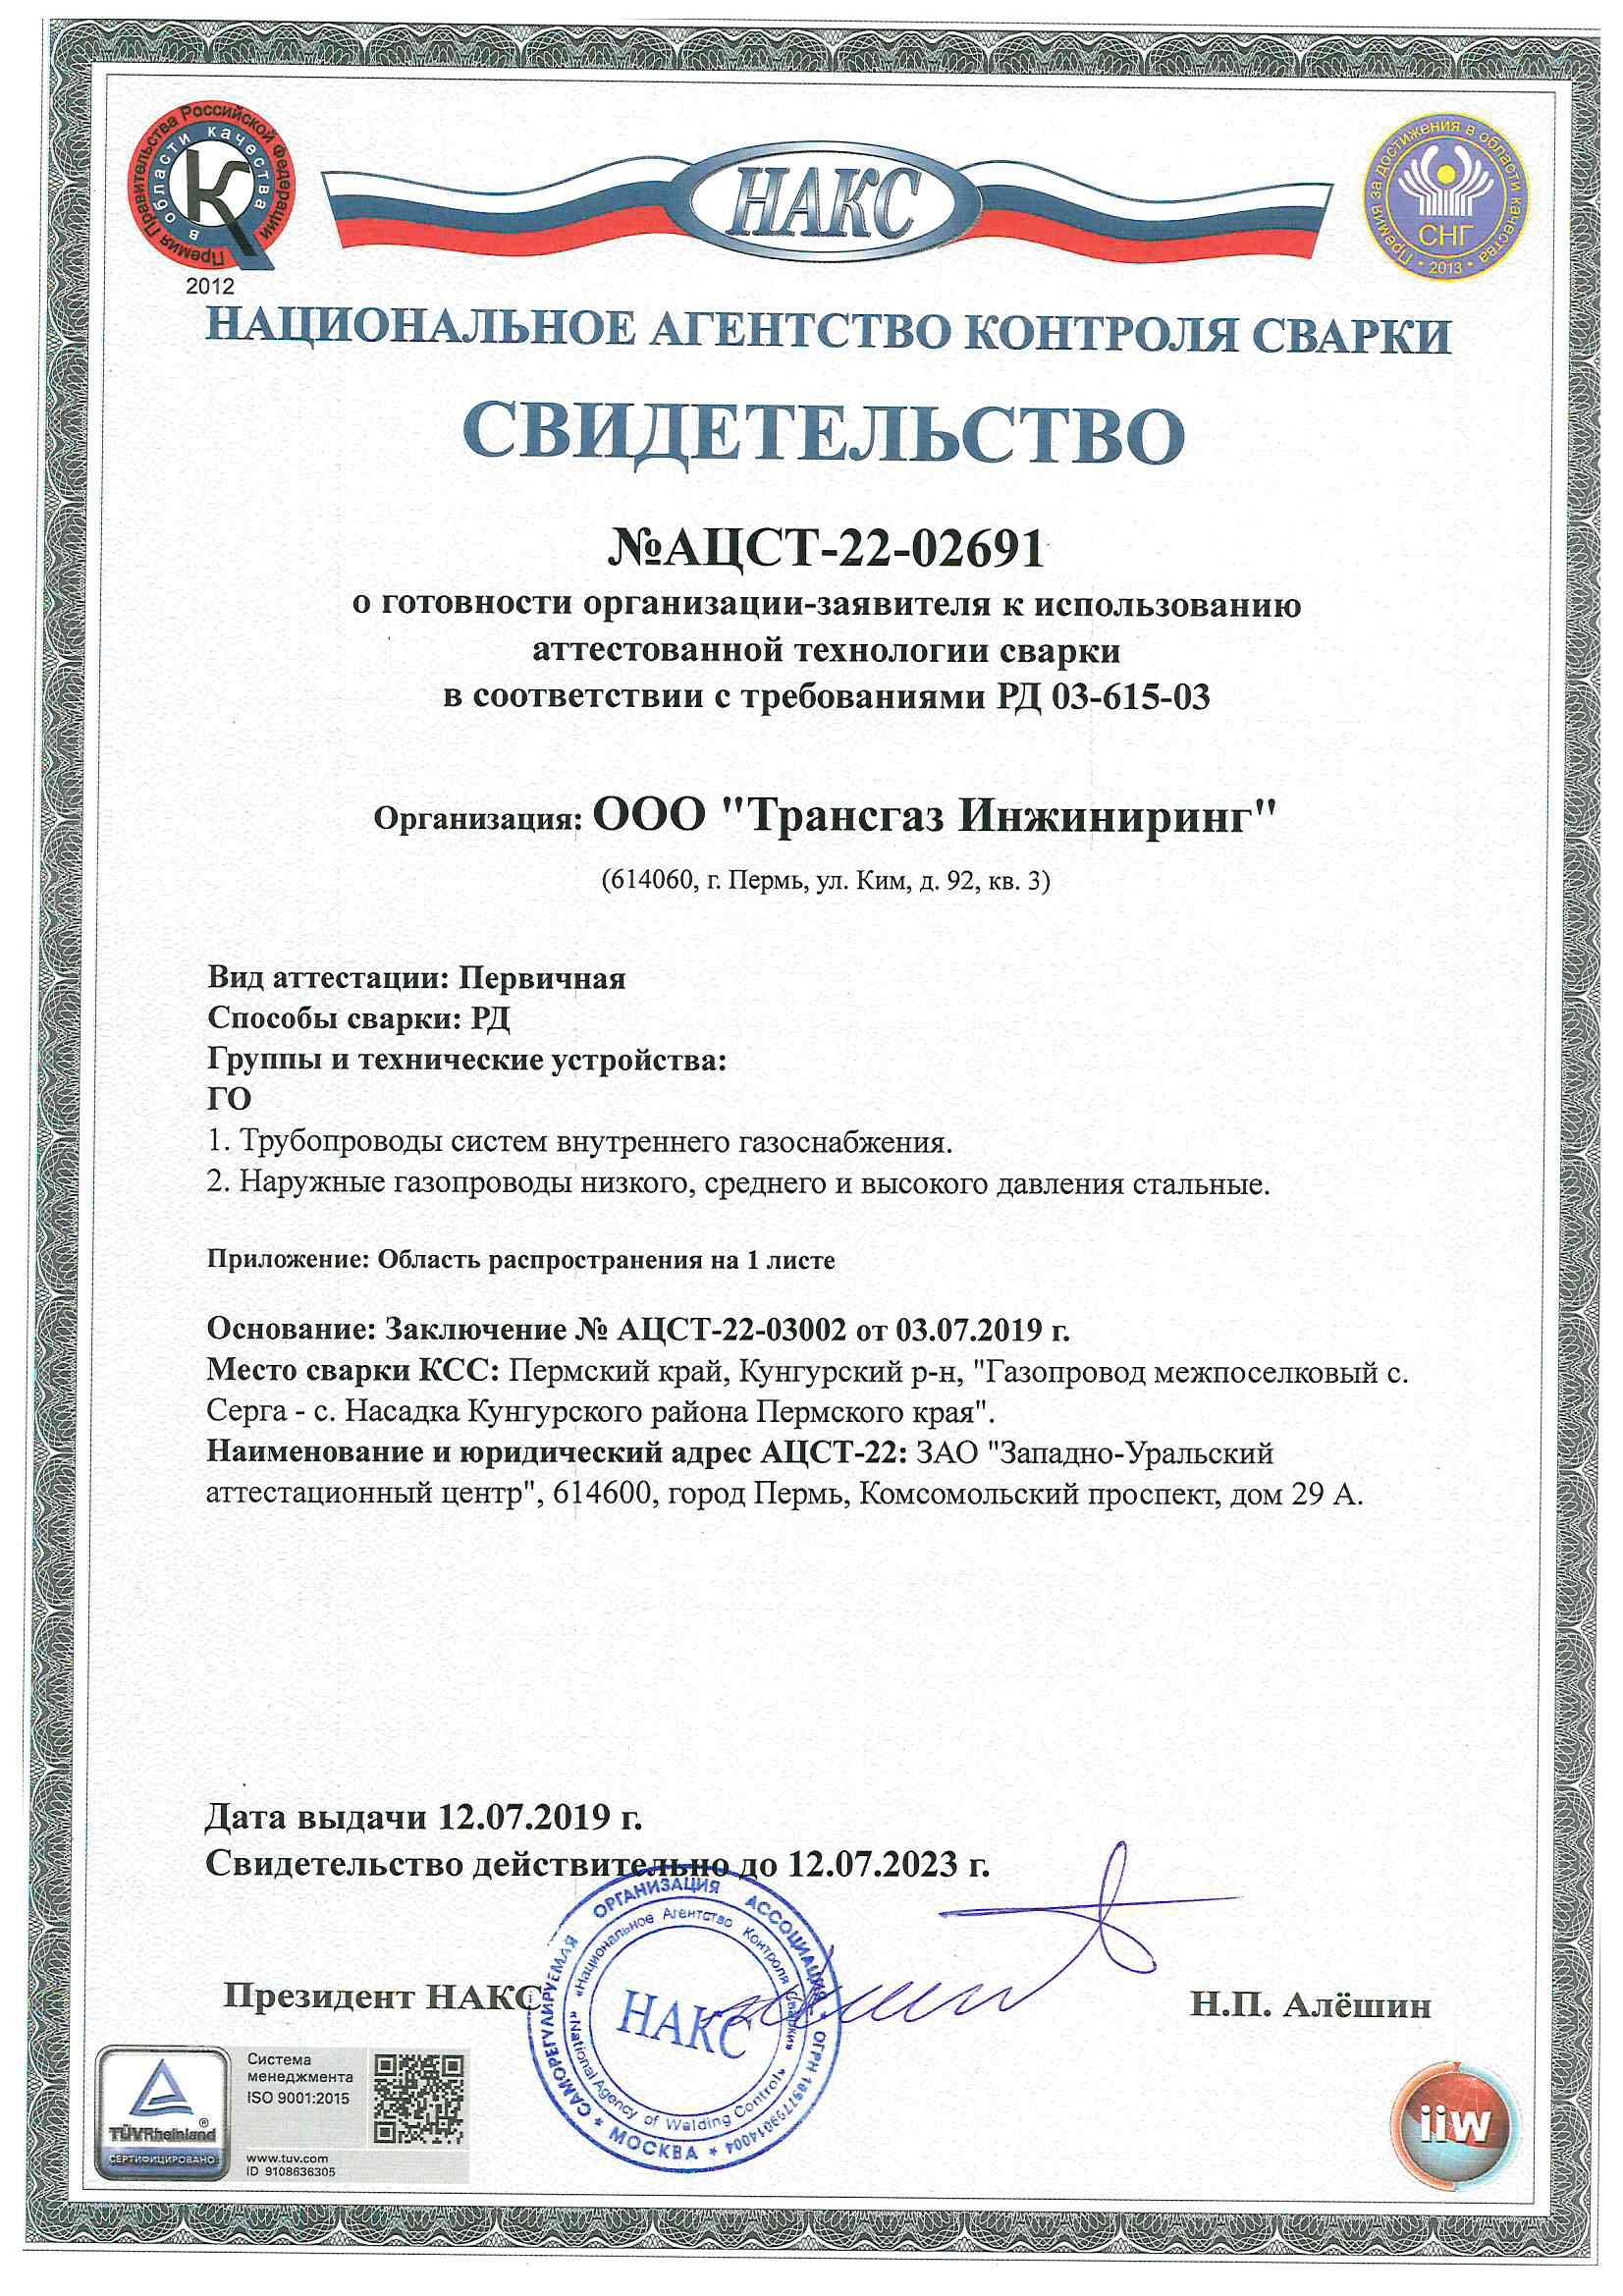 Премия Правительства Российской Федерации
в области качества
2012
НАКС
Премия за достижения в области качества
СНГ
2013
НАЦИОНАЛЬНОЕ АГЕНТСТВО КОНТРОЛЯ СВАРКИ
СВИДЕТЕЛЬСТВО
№АЦСТ-22-02691
о готовности организации-заявителя к использованию
аттестованной технологии сварки
в соответствии с требованиями РД 03-615-03
Организация: ООО "Трансгаз Инжиниринг"
(614060, г. Пермь, ул. Ким, д. 92, кв. 3)
Вид аттестации: Первичная
Способы сварки: РД
Группы и технические устройства:
ГО
1. Трубопроводы систем внутреннего газоснабжения.
2. Наружные газопроводы низкого, среднего и высокого давления стальные.
Приложение: Область распространения на 1 листе
Основание: Заключение № АЦСТ-22-03002 от 03.07.2019 г.
Место сварки КСС: Пермский край, Кунгурский р-н, "Газопровод межпоселковый с.
Серга - с. Насадка Кунгурского района Пермского края".
Наименование и юридический адрес АЦСТ-22: ЗАО "Западно-Уральский
аттестационный центр", 614600, город Пермь, Комсомольский проспект, дом 29 А.
Дата выдачи 12.07.2019 г.
Свидетельство действительно до 12.07.2023 г.
Президент НАКС
Н.П. Алёшин
САМОРЕГУЛИРУЕМАЯ ОРГАНИЗАЦИЯ АССОЦИАЦИЯ
МОСКВА
«Национальное Агентство Контроля Сварки»
«National Agency of Welding Control»
НАКС
TÜVRheinland
СЕРТИФИЦИРОВАНО
Система
менеджмента
ISO 9001:2015
www.tuv.com
ID 9108636305
iiw